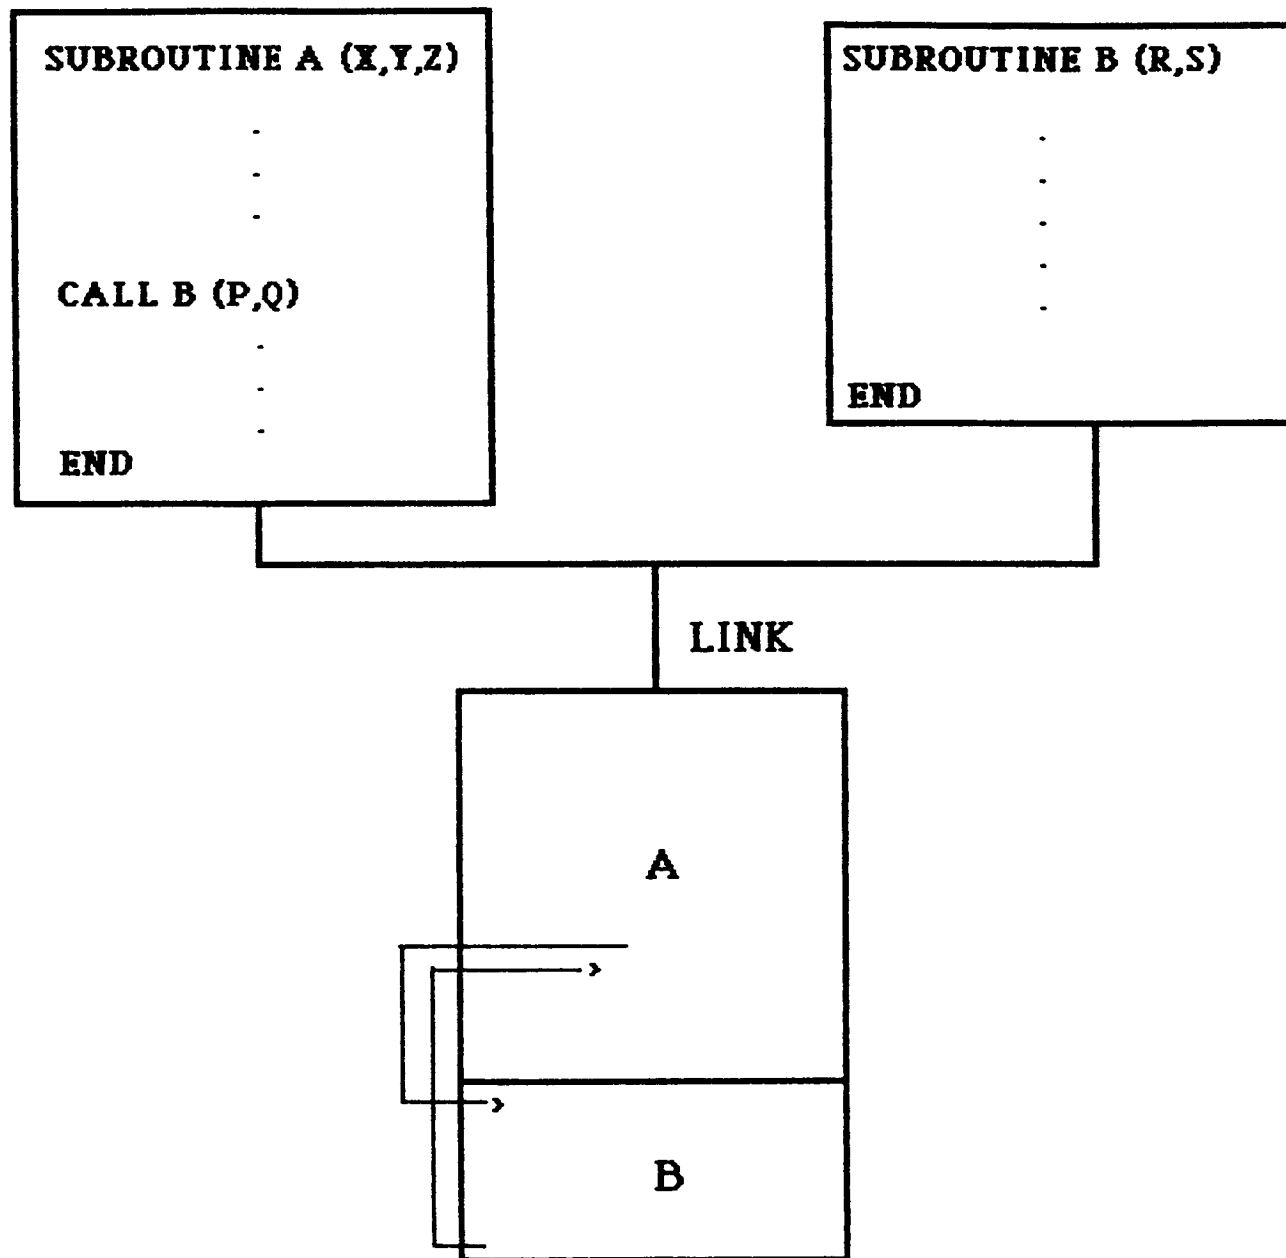 SUBROUTINE A (X,Y,Z)
.
.
.
CALL B (P,Q)
.
.
.
END
SUBROUTINE B (R,S)
.
.
.
.
.
END
LINK
A
B